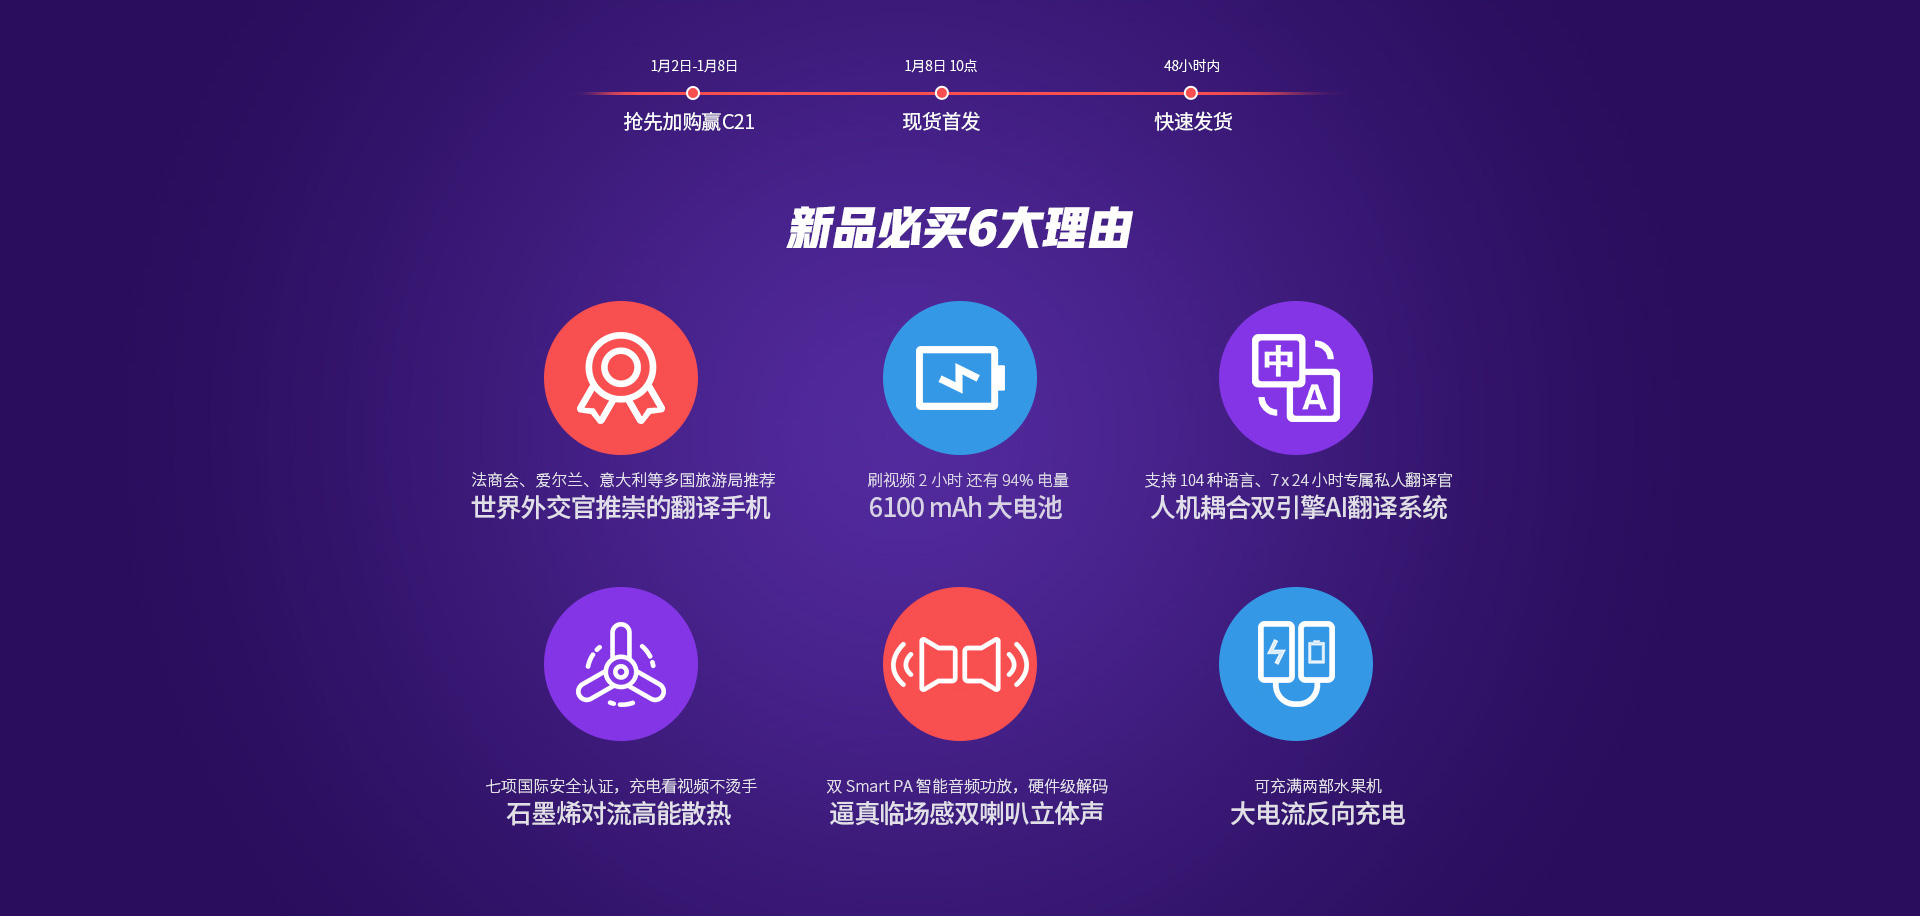 1月2日-1月8日
抢先加购赢C21
1月8日 10点
现货首发
48小时内
快速发货
新品必买6大理由
中
A
法商会、爱尔兰、意大利等多国旅游局推荐
世界外交官推崇的翻译手机
刷视频 2 小时 还有 94% 电量
6100 mAh 大电池
支持 104 种语言、7 x 24 小时专属私人翻译官
人机耦合双引擎AI翻译系统
七项国际安全认证，充电看视频不烫手
石墨烯对流高能散热
双 Smart PA 智能音频功放，硬件级解码
逼真临场感双喇叭立体声
可充满两部水果机
大电流反向充电